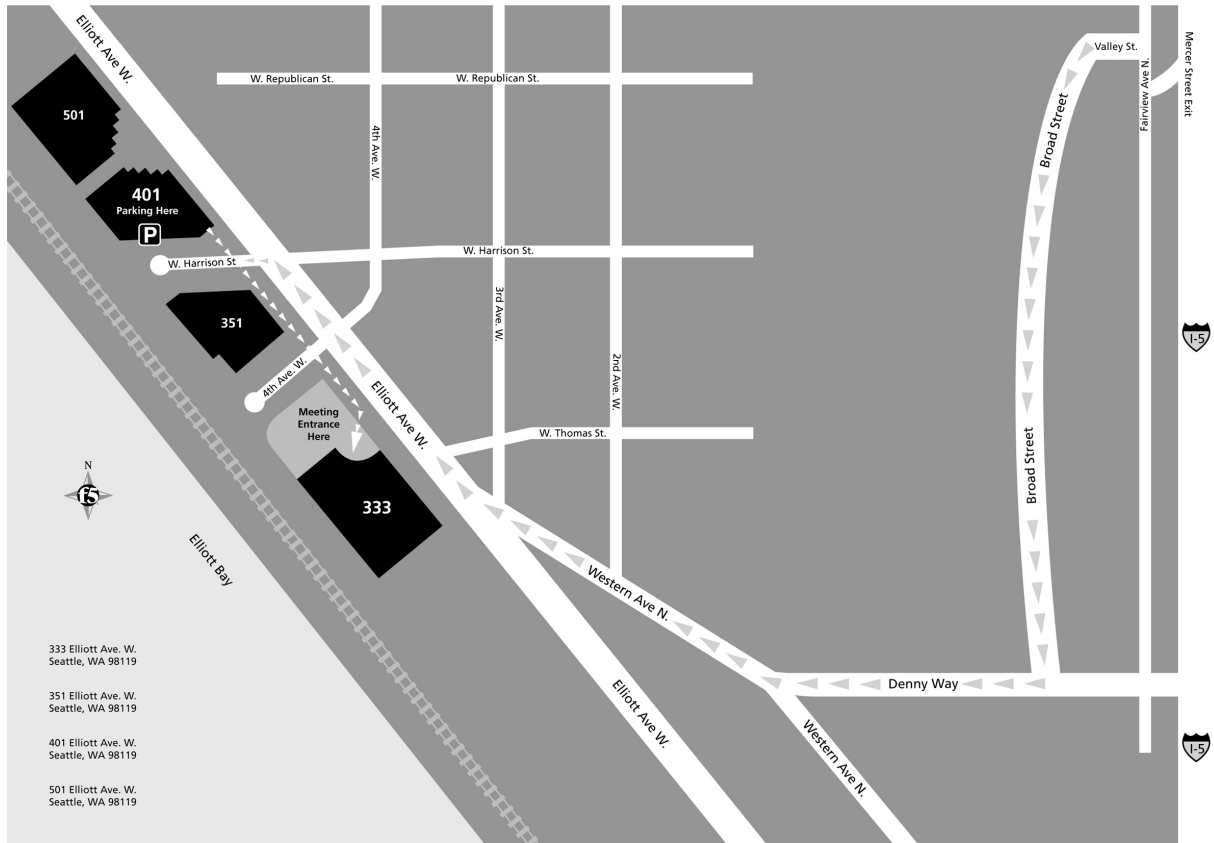 Elliott Ave W.
W. Republican St.
W. Republican St.
Valley St.
Mercer Street Exit
Fairview Ave N.
Broad Street
501
4th Ave. W.
401
Parking Here
P
W. Harrison St
W. Harrison St.
351
3rd Ave. W.
I-5
2nd Ave. W.
4th Ave. W.
Elliott Ave W.
Meeting
Entrance
Here
W. Thomas St.
Broad Street
N
f5
333
Elliott Bay
Western Ave N.
333 Elliott Ave. W.
Seattle, WA 98119
351 Elliott Ave. W.
Seattle, WA 98119
401 Elliott Ave. W.
Seattle, WA 98119
501 Elliott Ave. W.
Seattle, WA 98119
Elliott Ave W.
Denny Way
Western Ave N.
I-5